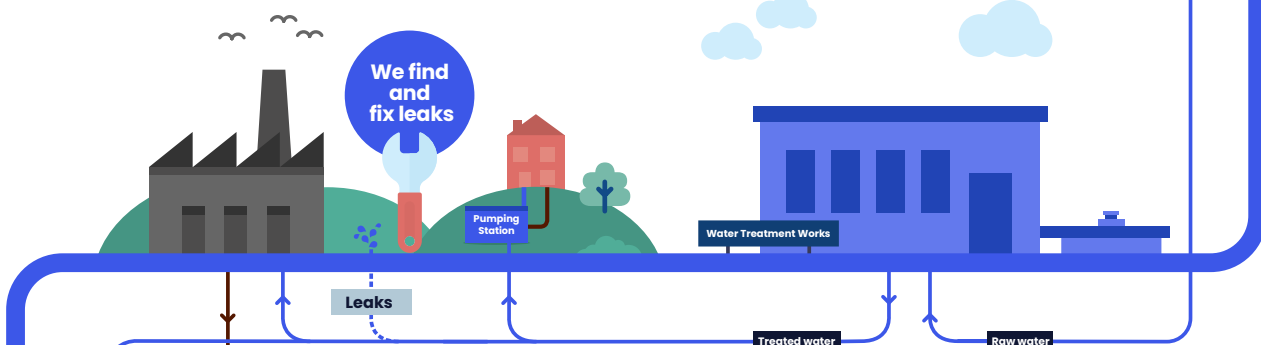 We find
and
fix leaks
Pumping
Station
Water Treatment Works
Leaks
Treated water
Raw water